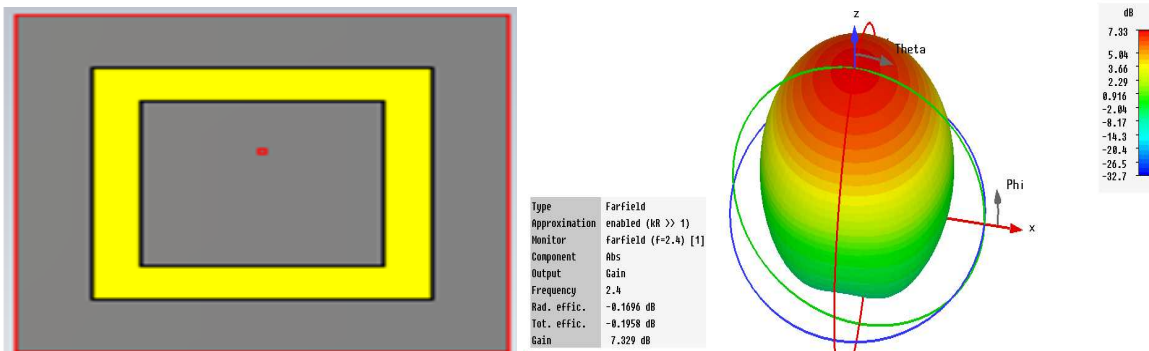 Type Farfield
Approximation enabled (kR >> 1)
Monitor farfield (f=2.4) [1]
Component Abs
Output Gain
Frequency 2.4
Rad. effic. -0.1696 dB
Tot. effic. -0.1958 dB
Gain 7.329 dB
z
Theta
Phi
x
dB
7.33
5.04
3.66
2.29
0.916
-2.04
-8.17
-14.3
-20.4
-26.5
-32.7